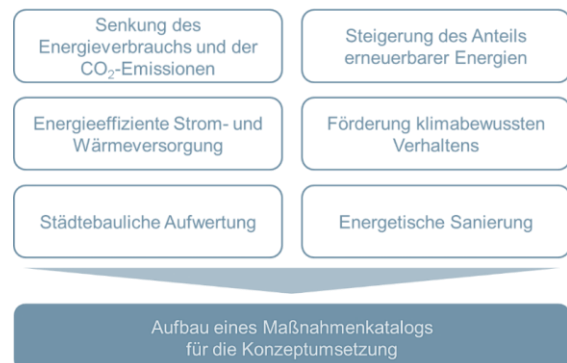 Senkung des
Energieverbrauchs und der
CO₂-Emissionen
Steigerung des Anteils
erneuerbarer Energien
Energieeffiziente Strom- und
Wärmeversorgung
Förderung klimabewussten
Verhaltens
Städtebauliche Aufwertung
Energetische Sanierung
Aufbau eines Maßnahmenkatalogs
für die Konzeptumsetzung